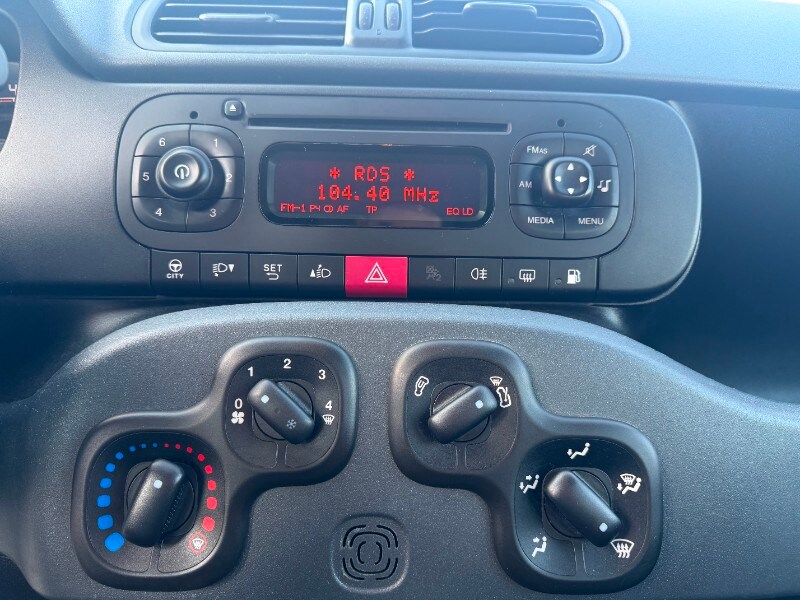 4
6
1
5
2
4
3
* RDS *
104.40 MHz
FM-1 P4 CD AF TP EQ LD
FM AS
AM
MEDIA
MENU
CITY
SET
0
1
2
3
4